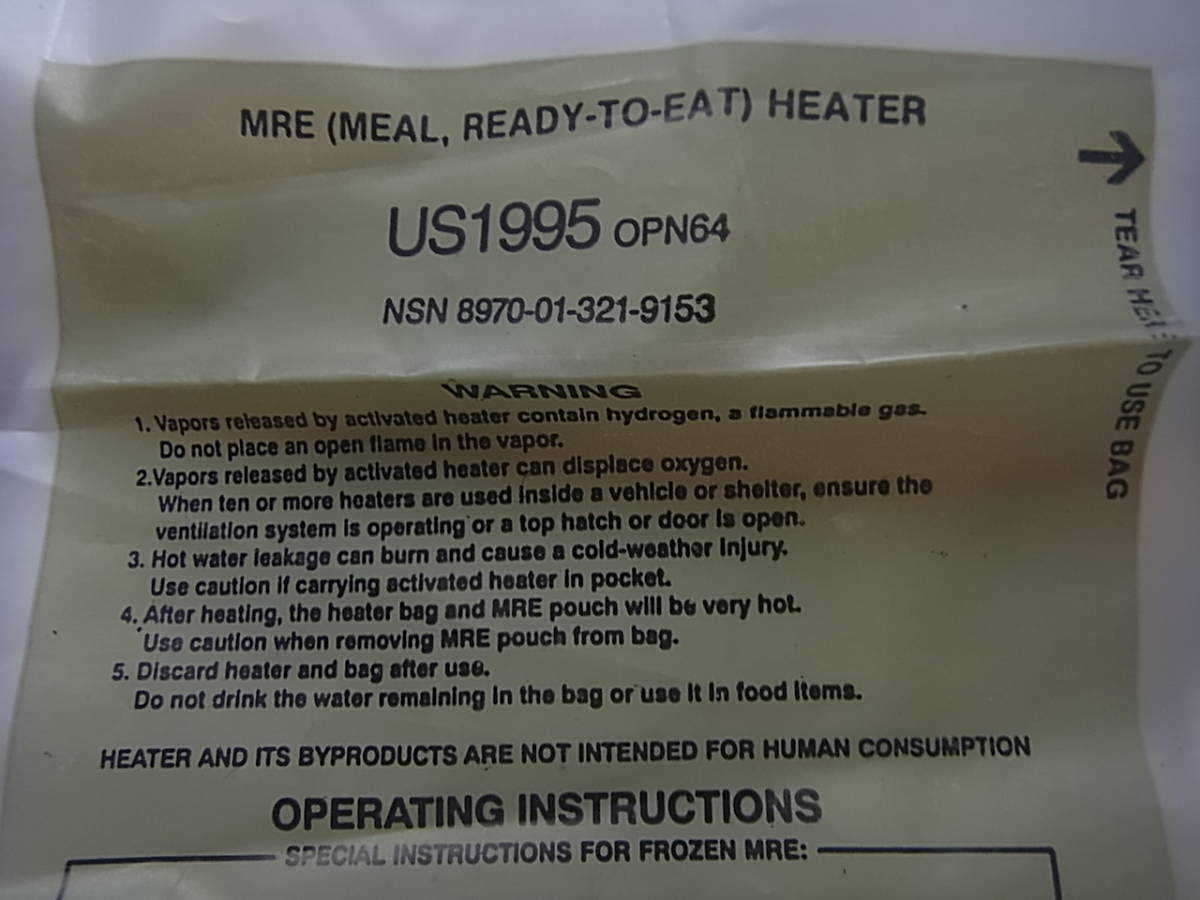 MRE (MEAL, READY-TO-EAT) HEATER
US1995 OPN64
NSN 8970-01-321-9153
TEAR HERE TO USE BAG
WARNING
1. Vapors released by activated heater contain hydrogen, a flammable gas.
Do not place an open flame in the vapor.
2.Vapors released by activated heater can displace oxygen.
When ten or more heaters are used inside a vehicle or shelter, ensure the
ventilation system is operating or a top hatch or door is open.
3. Hot water leakage can burn and cause a cold-weather injury.
Use caution if carrying activated heater in pocket.
4. After heating, the heater bag and MRE pouch will be very hot.
Use caution when removing MRE pouch from bag.
5. Discard heater and bag after use.
Do not drink the water remaining in the bag or use it in food items.
HEATER AND ITS BYPRODUCTS ARE NOT INTENDED FOR HUMAN CONSUMPTION
OPERATING INSTRUCTIONS
SPECIAL INSTRUCTIONS FOR FROZEN MRE: